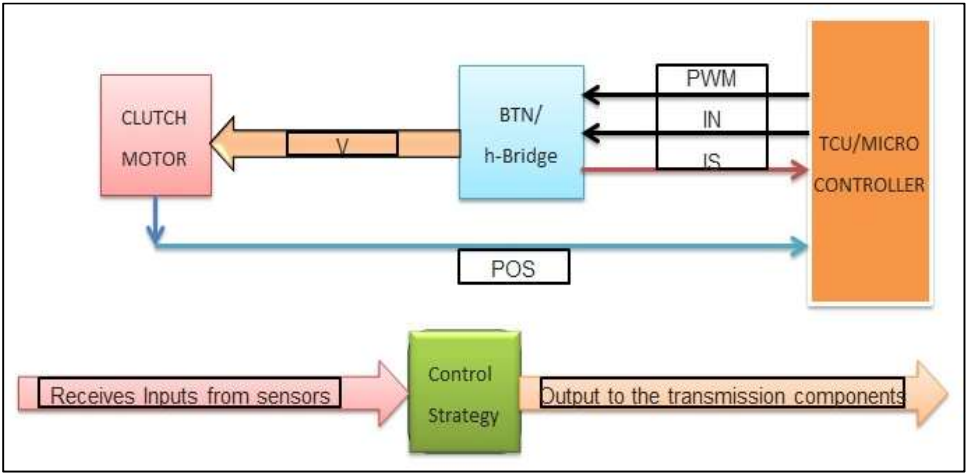 CLUTCH
MOTOR
V
BTN/
h-Bridge
PWM
IN
IS
TCU/MICRO
CONTROLLER
POS
Receives Inputs from sensors
Control
Strategy
Output to the transmission components